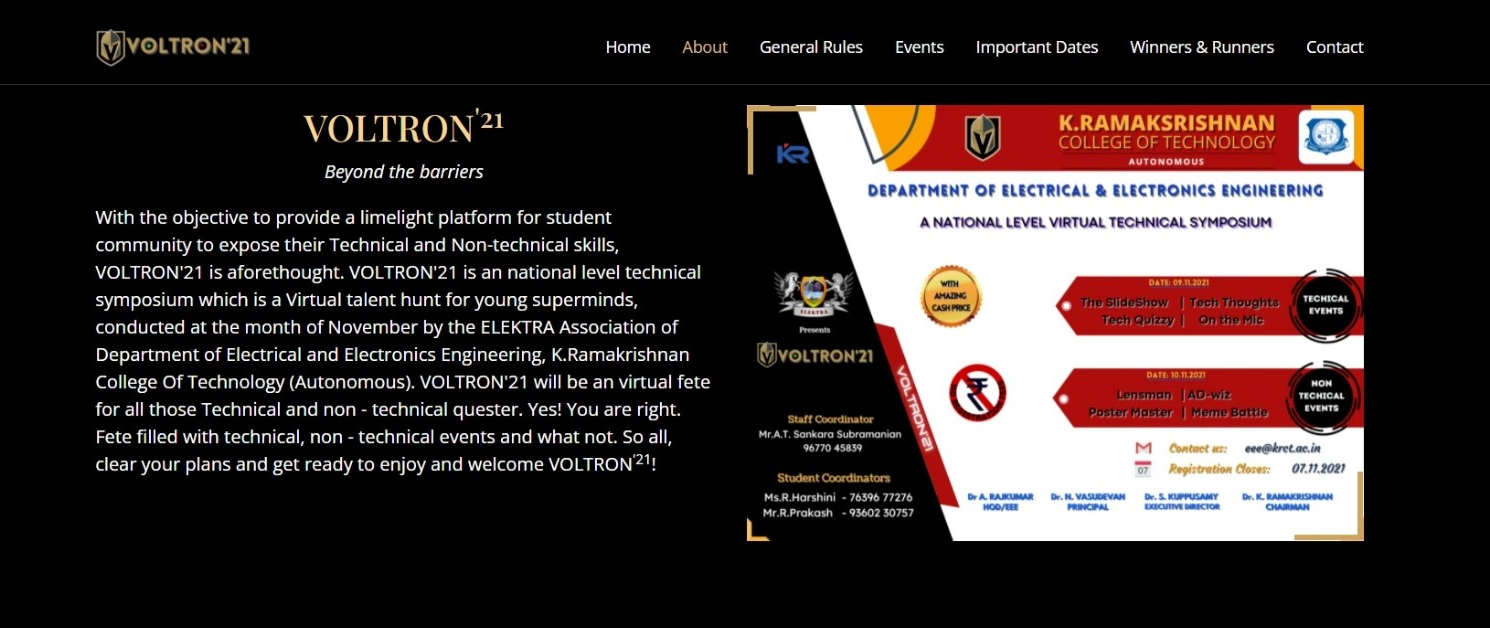 VOLTRON'21
Home About General Rules Events Important Dates Winners & Runners Contact
VOLTRON'21
Beyond the barriers
With the objective to provide a limelight platform for student
community to expose their Technical and Non-technical skills,
VOLTRON'21 is aforethought. VOLTRON'21 is an national level technical
symposium which is a Virtual talent hunt for young superminds,
conducted at the month of November by the ELEKTRA Association of
Department of Electrical and Electronics Engineering, K.Ramakrishnan
College Of Technology (Autonomous). VOLTRON'21 will be an virtual fete
for all those Technical and non - technical quester. Yes! You are right.
Fete filled with technical, non - technical events and what not. So all,
clear your plans and get ready to enjoy and welcome VOLTRON'21!
KR
K.RAMAKSRISHNAN
COLLEGE OF TECHNOLOGY
AUTONOMOUS
DEPARTMENT OF ELECTRICAL & ELECTRONICS ENGINEERING
A NATIONAL LEVEL VIRTUAL TECHNICAL SYMPOSIUM
ELEKTRA
Presents
VOLTRON'21
VOLTRON'21
WITH
AMAZING
CASH PRICE
DATE: 09.11.2021
The SlideShow | Tech Thoughts
Tech Quizzy | On the Mic
TECHICAL
EVENTS
DATE: 10.11.2021
Lensman | AD-wiz
Poster Master | Meme Battle
NON
TECHICAL
EVENTS
Staff Coordinator
Mr.A.T. Sankara Subramanian
96770 45839
Student Coordinators
Ms.R.Harshini - 76396 77276
Mr.R.Prakash - 93602 30757
Contact us: eee@krct.ac.in
07
Registration Closes: 07.11.2021
Dr A. RAJKUMAR
HOD/EEE
Dr. N. VASUDEVAN
PRINCIPAL
Dr. S. KUPPUSAMY
EXECUTIVE DIRECTOR
Dr. K. RAMAKRISHNAN
CHAIRMAN